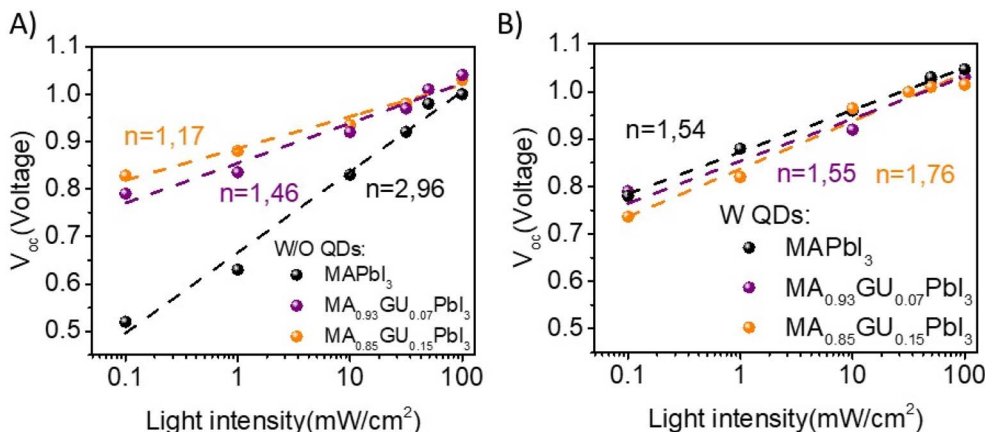 A)
1.1
1.0
0.9
0.8
0.7
0.6
0.5
V_oc(Voltage)
n=1,17
n=1,46
n=2,96
W/O QDs:
MAPbI₃
MA₀.₉₃GU₀.₀₇PbI₃
MA₀.₈₅GU₀.₁₅PbI₃
0.1 1 10 100
Light intensity(mW/cm²)
B)
1.1
1.0
0.9
0.8
0.7
0.6
0.5
V_oc(Voltage)
n=1,54
n=1,55 n=1,76
W QDs:
MAPbI₃
MA₀.₉₃GU₀.₀₇PbI₃
MA₀.₈₅GU₀.₁₅PbI₃
0.1 1 10 100
Light intensity(mW/cm²)